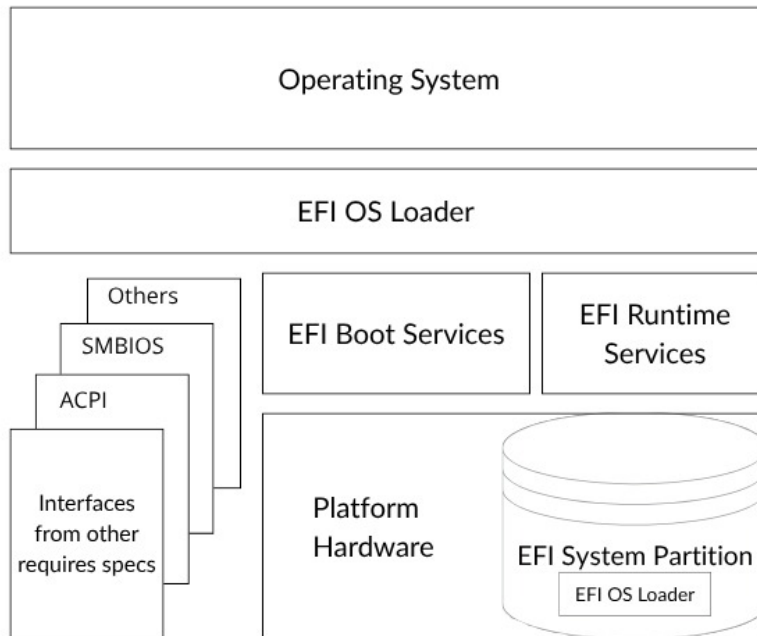 Operating System
EFI OS Loader
Others
SMBIOS
ACPI
Interfaces
from other
requires specs
EFI Boot Services
EFI Runtime
Services
Platform
Hardware
EFI System Partition
EFI OS Loader